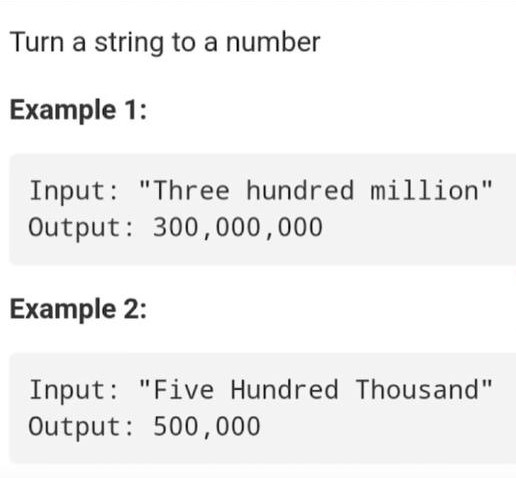 Turn a string to a number
Example 1:
Input: "Three hundred million"
Output: 300,000,000
Example 2:
Input: "Five Hundred Thousand"
Output: 500,000